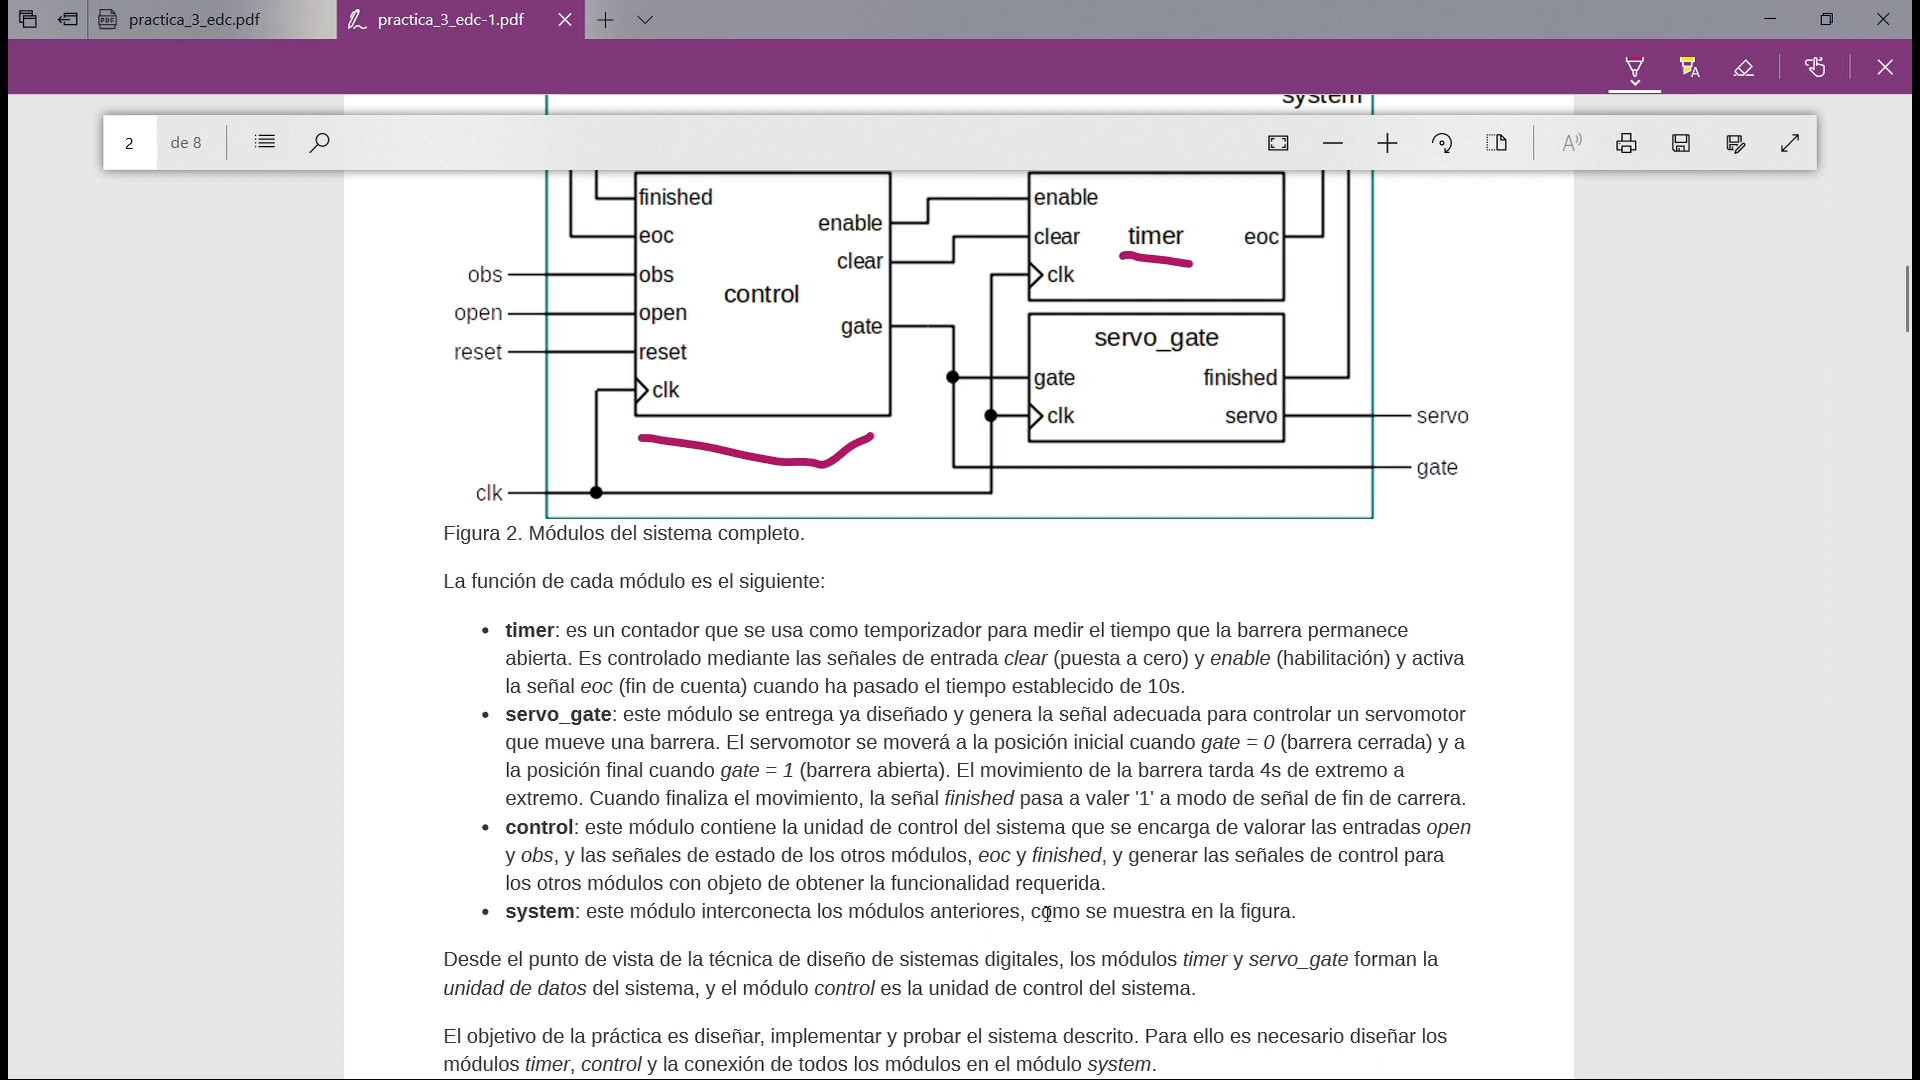 practica_3_edc.pdf
practica_3_edc-1.pdf
2 de 8
system
finished
eoc
obs
obs
open
open
reset
reset
clk
clk
control
enable
clear
gate
enable
clear
timer
eoc
clk
servo_gate
gate
finished
clk
servo
servo
gate
Figura 2. Módulos del sistema completo.
La función de cada módulo es el siguiente:
• timer: es un contador que se usa como temporizador para medir el tiempo que la barrera permanece
abierta. Es controlado mediante las señales de entrada clear (puesta a cero) y enable (habilitación) y activa
la señal eoc (fin de cuenta) cuando ha pasado el tiempo establecido de 10s.
• servo_gate: este módulo se entrega ya diseñado y genera la señal adecuada para controlar un servomotor
que mueve una barrera. El servomotor se moverá a la posición inicial cuando gate = 0 (barrera cerrada) y a
la posición final cuando gate = 1 (barrera abierta). El movimiento de la barrera tarda 4s de extremo a
extremo. Cuando finaliza el movimiento, la señal finished pasa a valer '1' a modo de señal de fin de carrera.
• control: este módulo contiene la unidad de control del sistema que se encarga de valorar las entradas open
y obs, y las señales de estado de los otros módulos, eoc y finished, y generar las señales de control para
los otros módulos con objeto de obtener la funcionalidad requerida.
• system: este módulo interconecta los módulos anteriores, como se muestra en la figura.
Desde el punto de vista de la técnica de diseño de sistemas digitales, los módulos timer y servo_gate forman la
unidad de datos del sistema, y el módulo control es la unidad de control del sistema.
El objetivo de la práctica es diseñar, implementar y probar el sistema descrito. Para ello es necesario diseñar los
módulos timer, control y la conexión de todos los módulos en el módulo system.